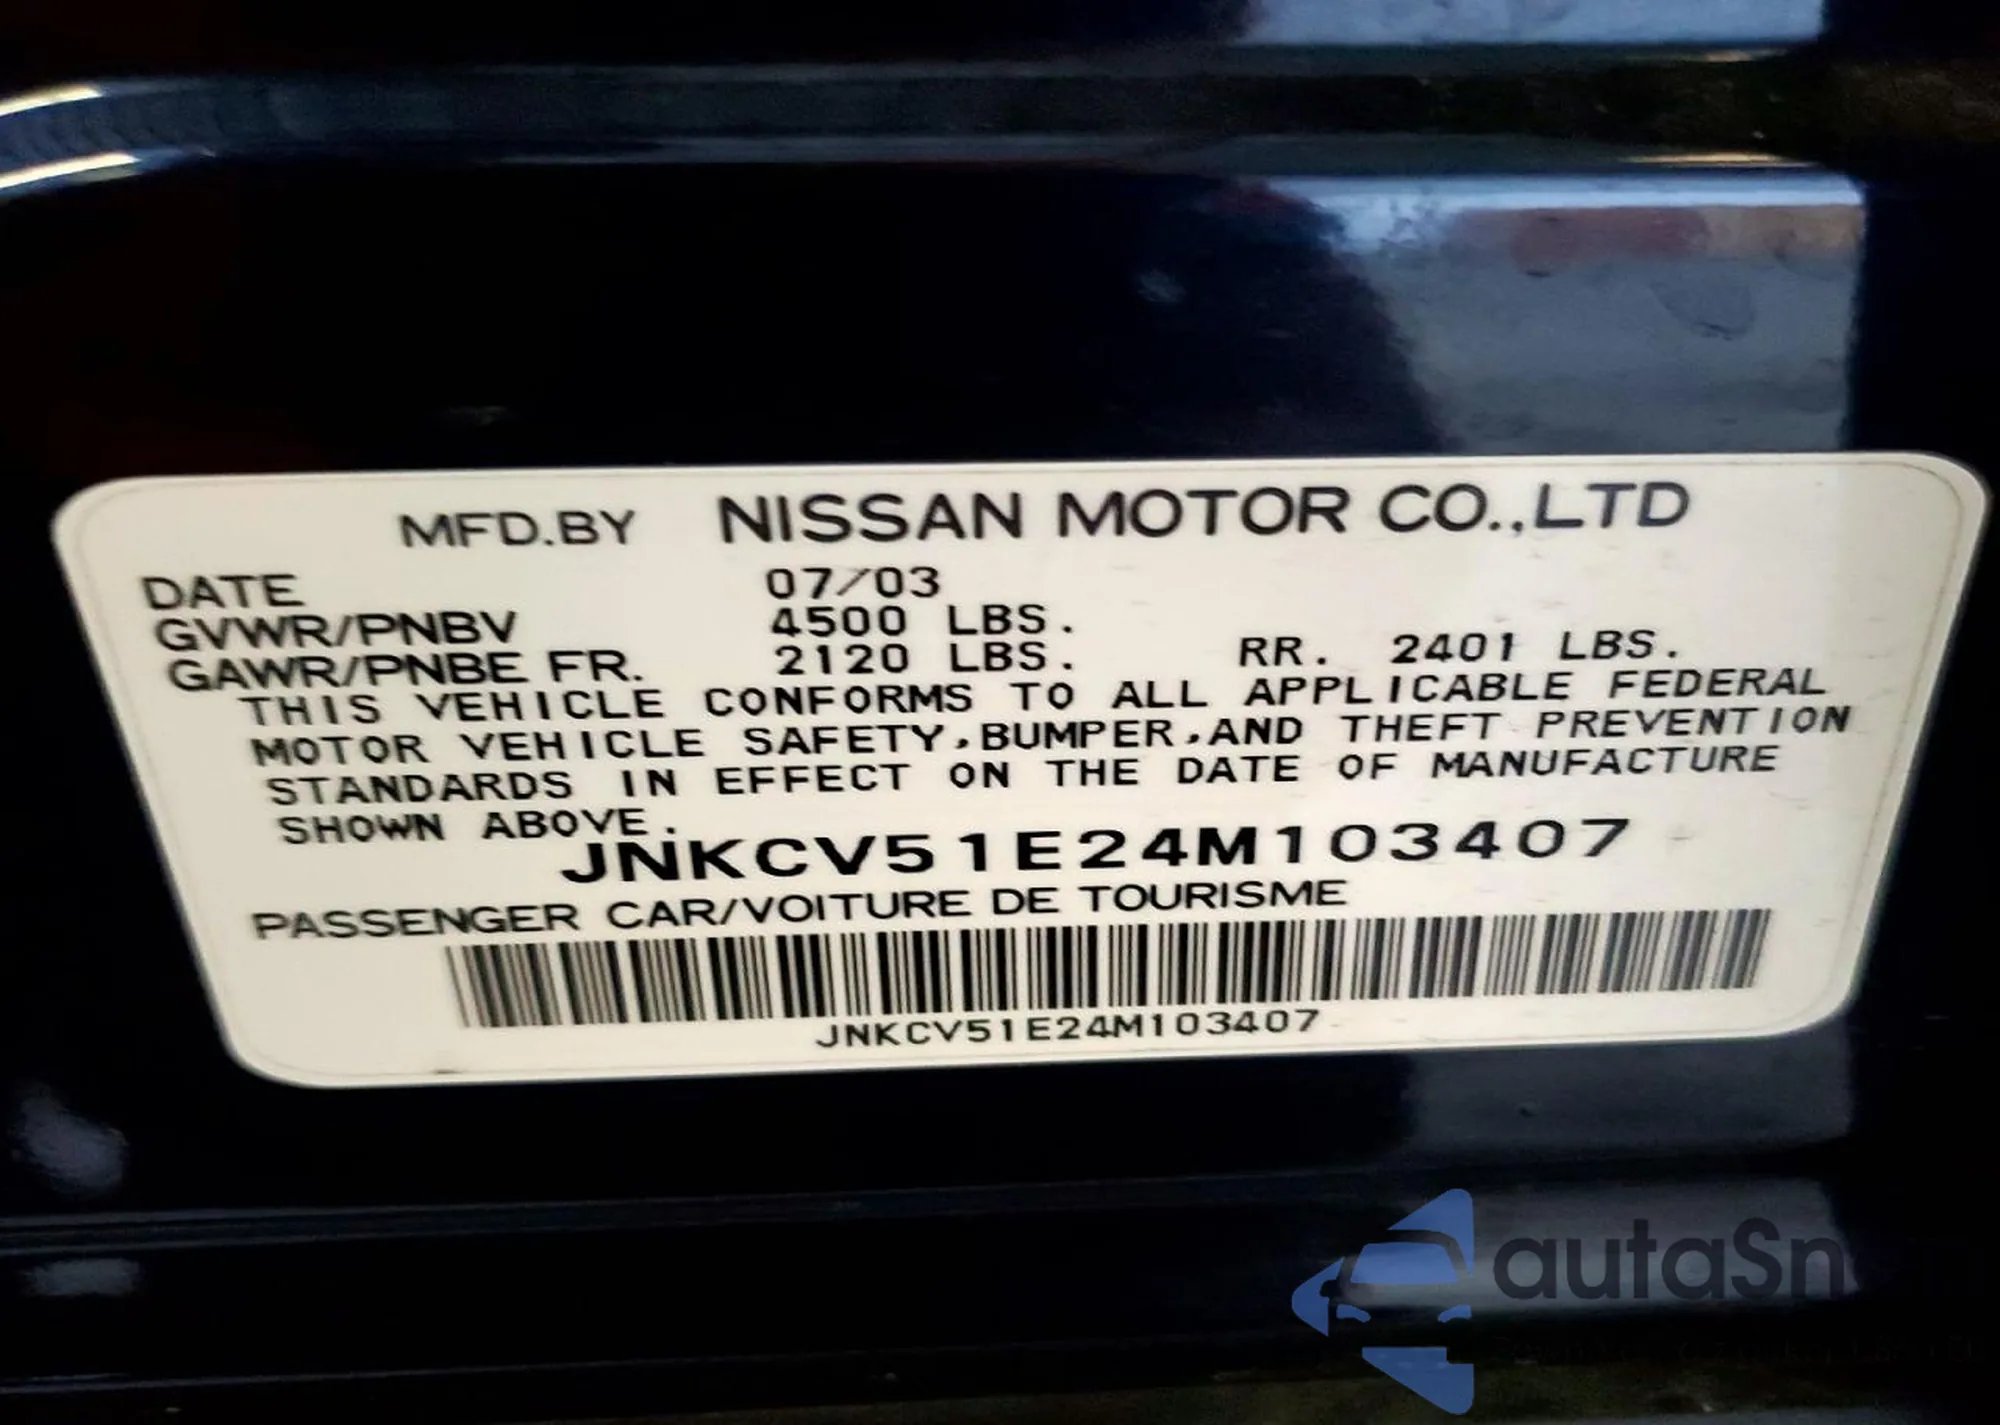 MFD.BY NISSAN MOTOR CO.,LTD
DATE 07/03
GVWR/PNBV 4500 LBS.
GAWR/PNBE FR. 2120 LBS. RR. 2401 LBS.
THIS VEHICLE CONFORMS TO ALL APPLICABLE FEDERAL
MOTOR VEHICLE SAFETY,BUMPER,AND THEFT PREVENTION
STANDARDS IN EFFECT ON THE DATE OF MANUFACTURE
SHOWN ABOVE.
JNKCV51E24M103407
PASSENGER CAR/VOITURE DE TOURISME
JNKCV51E24M103407